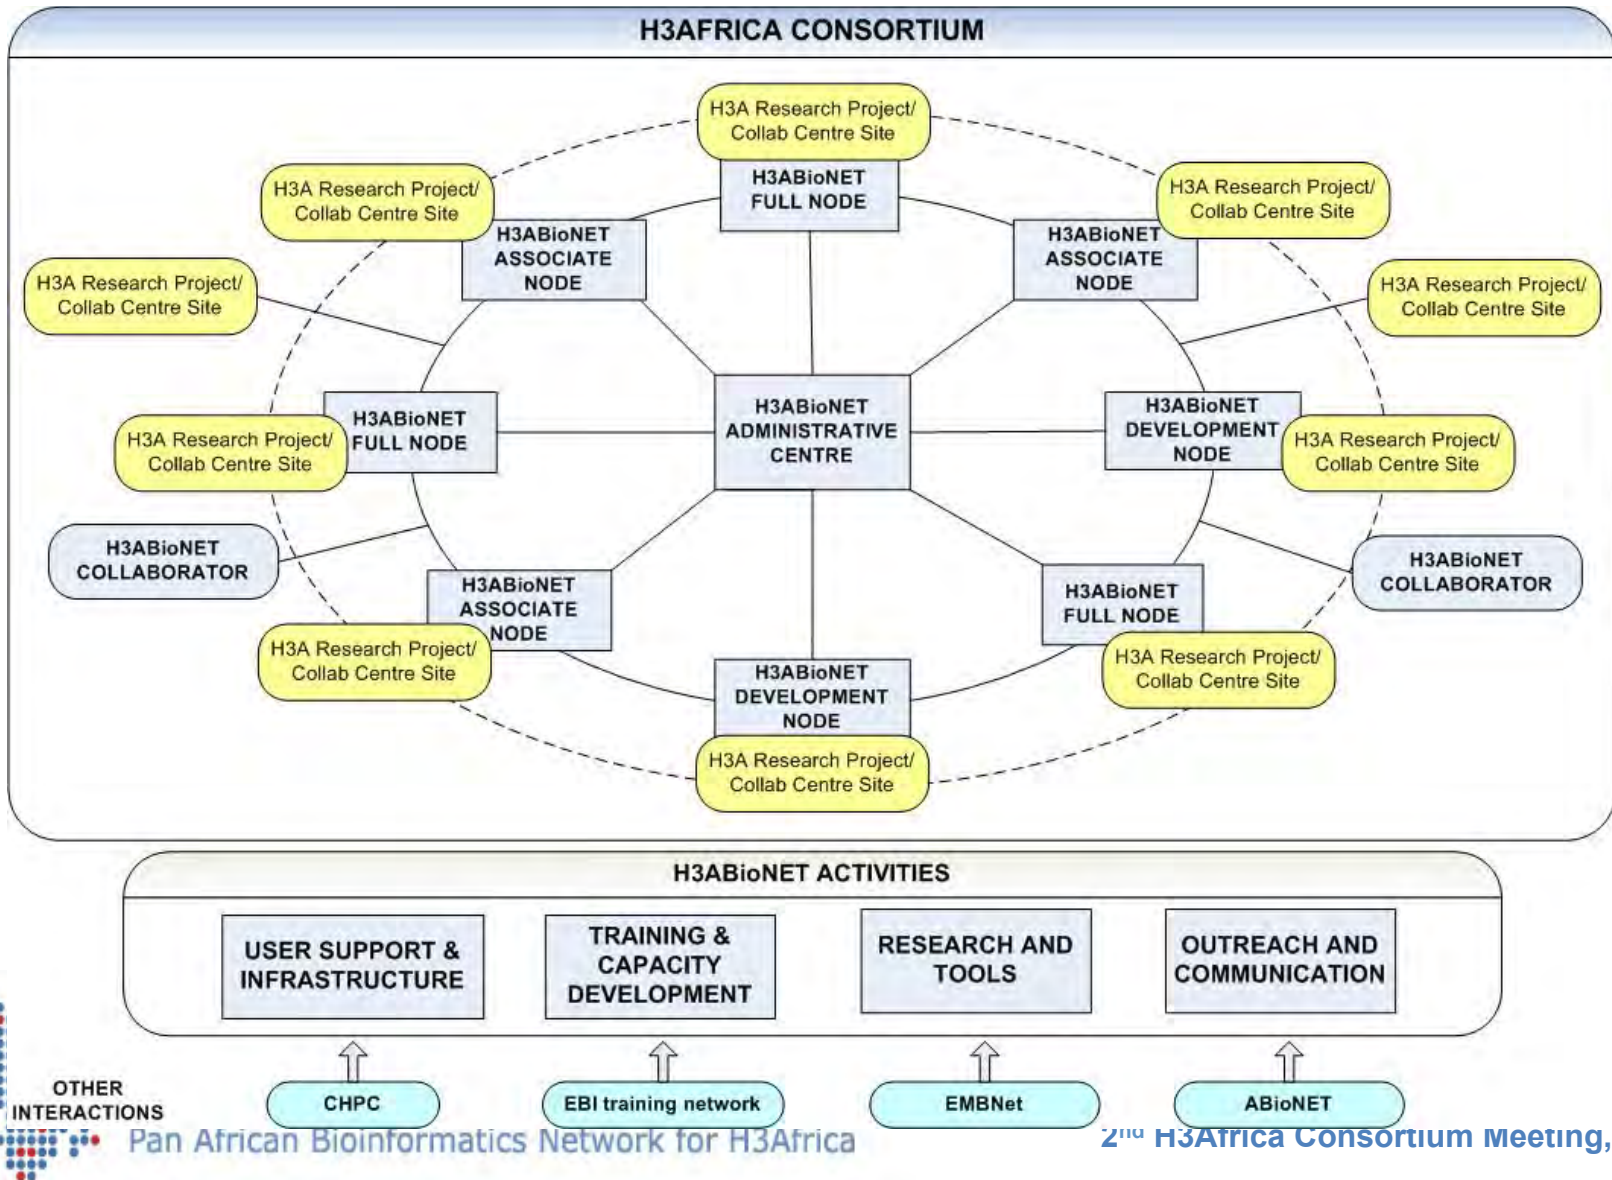 H3AFRICA CONSORTIUM
H3A Research Project/
Collab Centre Site
H3ABioNET
FULL NODE
H3A Research Project/
Collab Centre Site
H3ABioNET
ASSOCIATE
NODE
H3A Research Project/
Collab Centre Site
H3ABioNET
ASSOCIATE
NODE
H3A Research Project/
Collab Centre Site
H3A Research Project/
Collab Centre Site
H3A Research Project/
Collab Centre Site
H3ABioNET
FULL NODE
H3ABioNET
ADMINISTRATIVE
CENTRE
H3ABioNET
DEVELOPMENT
NODE
H3A Research Project/
Collab Centre Site
H3ABioNET
COLLABORATOR
H3ABioNET
COLLABORATOR
H3ABioNET
ASSOCIATE
NODE
H3A Research Project/
Collab Centre Site
H3ABioNET
FULL NODE
H3A Research Project/
Collab Centre Site
H3ABioNET
DEVELOPMENT
NODE
H3A Research Project/
Collab Centre Site
H3ABioNET ACTIVITIES
USER SUPPORT &
INFRASTRUCTURE
TRAINING &
CAPACITY
DEVELOPMENT
RESEARCH AND
TOOLS
OUTREACH AND
COMMUNICATION
OTHER
INTERACTIONS
CHPC
EBI training network
EMBNet
ABioNET
Pan African Bioinformatics Network for H3Africa
2nd H3Africa Consortium Meeting,